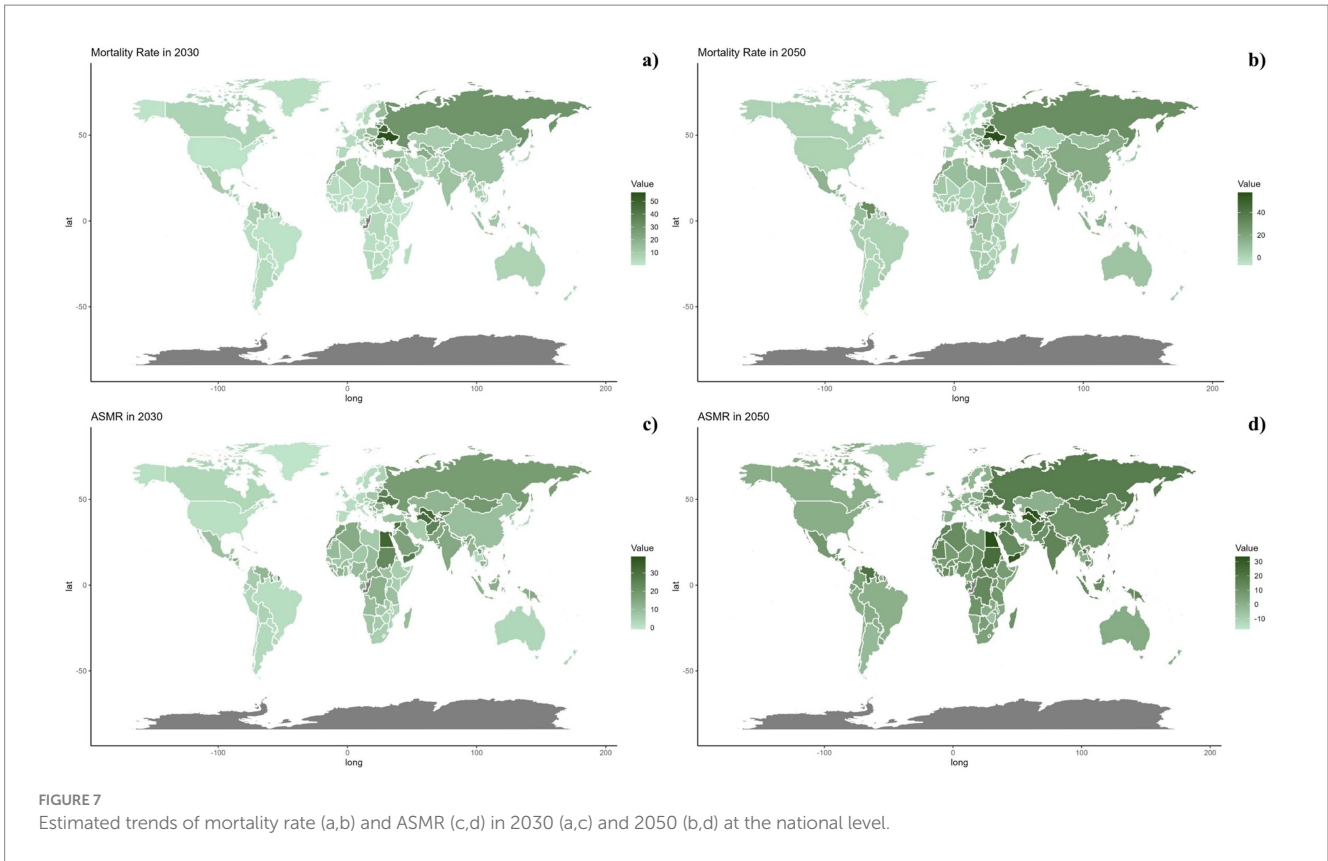 Mortality Rate in 2030
a)
lat
50
0
-50
Value
50
40
30
20
10
-100
0
100
200
long
Mortality Rate in 2050
b)
lat
50
0
-50
Value
40
20
0
-100
0
100
200
long
ASMR in 2030
c)
lat
50
0
-50
Value
30
20
10
0
-100
0
100
200
long
ASMR in 2050
d)
lat
50
0
-50
Value
30
20
10
0
-10
-100
0
100
200
long
FIGURE 7
Estimated trends of mortality rate (a,b) and ASMR (c,d) in 2030 (a,c) and 2050 (b,d) at the national level.